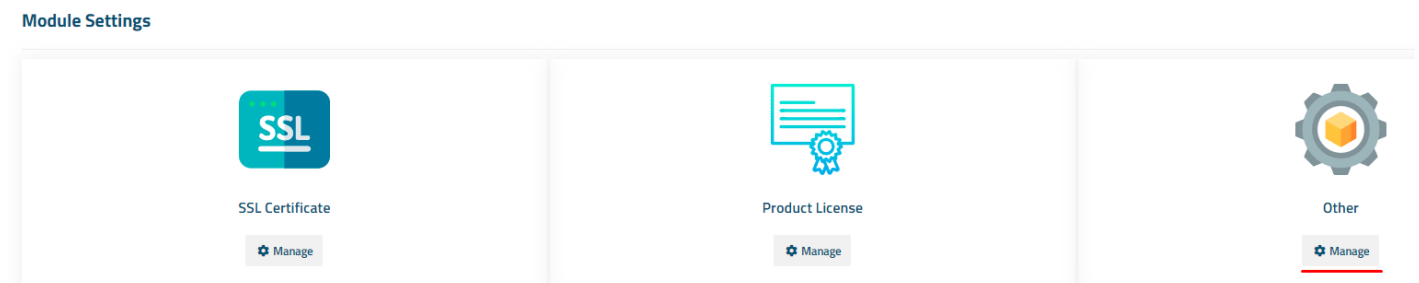 Module Settings
SSL
SSL Certificate
Manage
Product License
Manage
Other
Manage